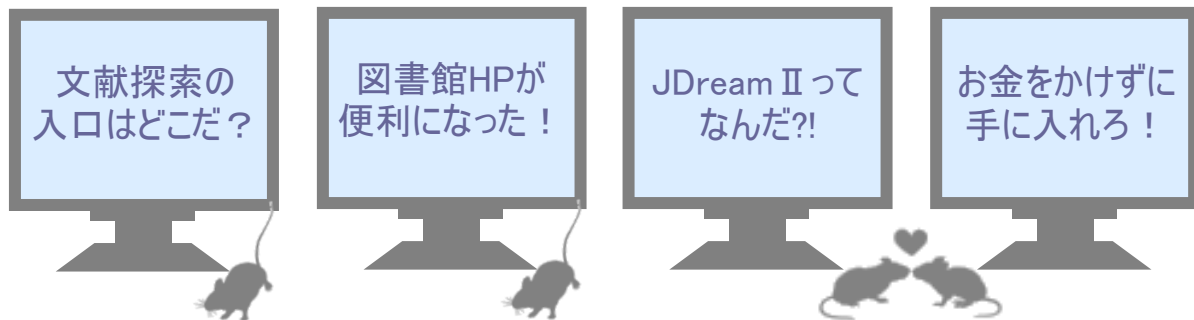 文献探索の
入口はどこだ？
図書館HPが
便利になった！
JDreamⅡって
なんだ?!
お金をかけずに
手に入れろ！